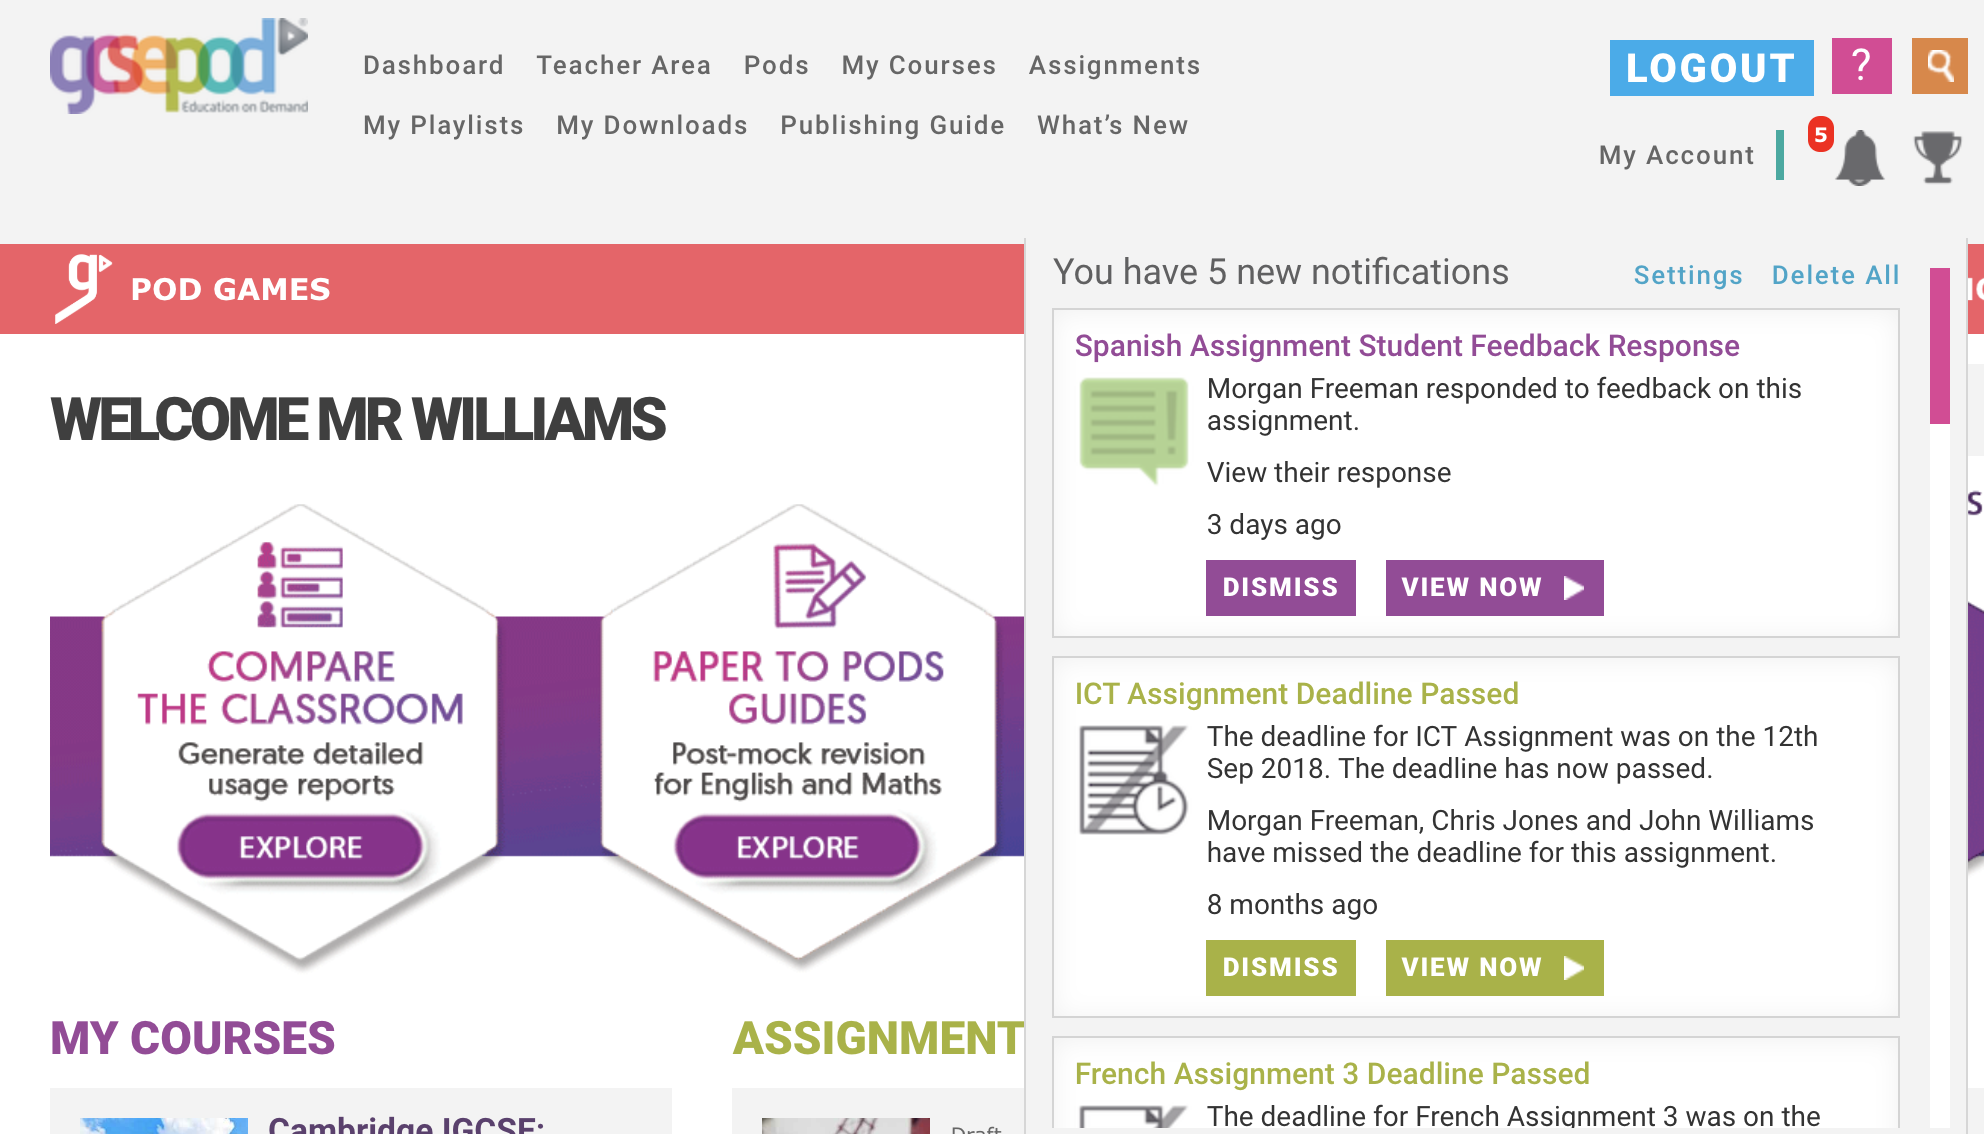 gcsepod
Education on Demand
Dashboard Teacher Area Pods My Courses Assignments
My Playlists My Downloads Publishing Guide What's New
LOGOUT ?
My Account 5
POD GAMES
WELCOME MR WILLIAMS
COMPARE
THE CLASSROOM
Generate detailed
usage reports
EXPLORE
PAPER TO PODS
GUIDES
Post-mock revision
for English and Maths
EXPLORE
MY COURSES
Cambridge IGCSE:
ASSIGNMENT
Draft
You have 5 new notifications Settings Delete All
Spanish Assignment Student Feedback Response
Morgan Freeman responded to feedback on this
assignment.
View their response
3 days ago
DISMISS VIEW NOW
ICT Assignment Deadline Passed
The deadline for ICT Assignment was on the 12th
Sep 2018. The deadline has now passed.
Morgan Freeman, Chris Jones and John Williams
have missed the deadline for this assignment.
8 months ago
DISMISS VIEW NOW
French Assignment 3 Deadline Passed
The deadline for French Assignment 3 was on the